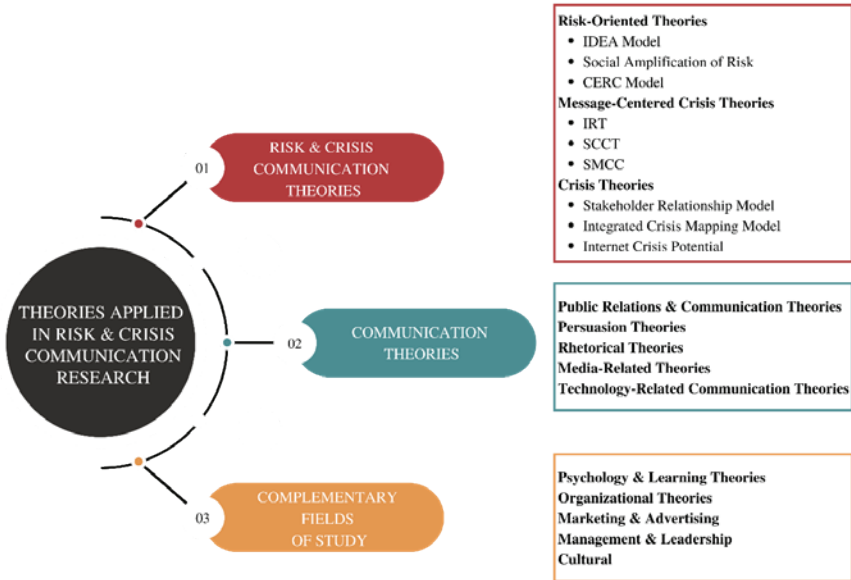 THEORIES APPLIED
IN RISK & CRISIS
COMMUNICATION
RESEARCH
01
RISK & CRISIS
COMMUNICATION
THEORIES
Risk-Oriented Theories
• IDEA Model
• Social Amplification of Risk
• CERC Model
Message-Centered Crisis Theories
• IRT
• SCCT
• SMCC
Crisis Theories
• Stakeholder Relationship Model
• Integrated Crisis Mapping Model
• Internet Crisis Potential
02
COMMUNICATION
THEORIES
Public Relations & Communication Theories
Persuasion Theories
Rhetorical Theories
Media-Related Theories
Technology-Related Communication Theories
03
COMPLEMENTARY
FIELDS
OF STUDY
Psychology & Learning Theories
Organizational Theories
Marketing & Advertising
Management & Leadership
Cultural